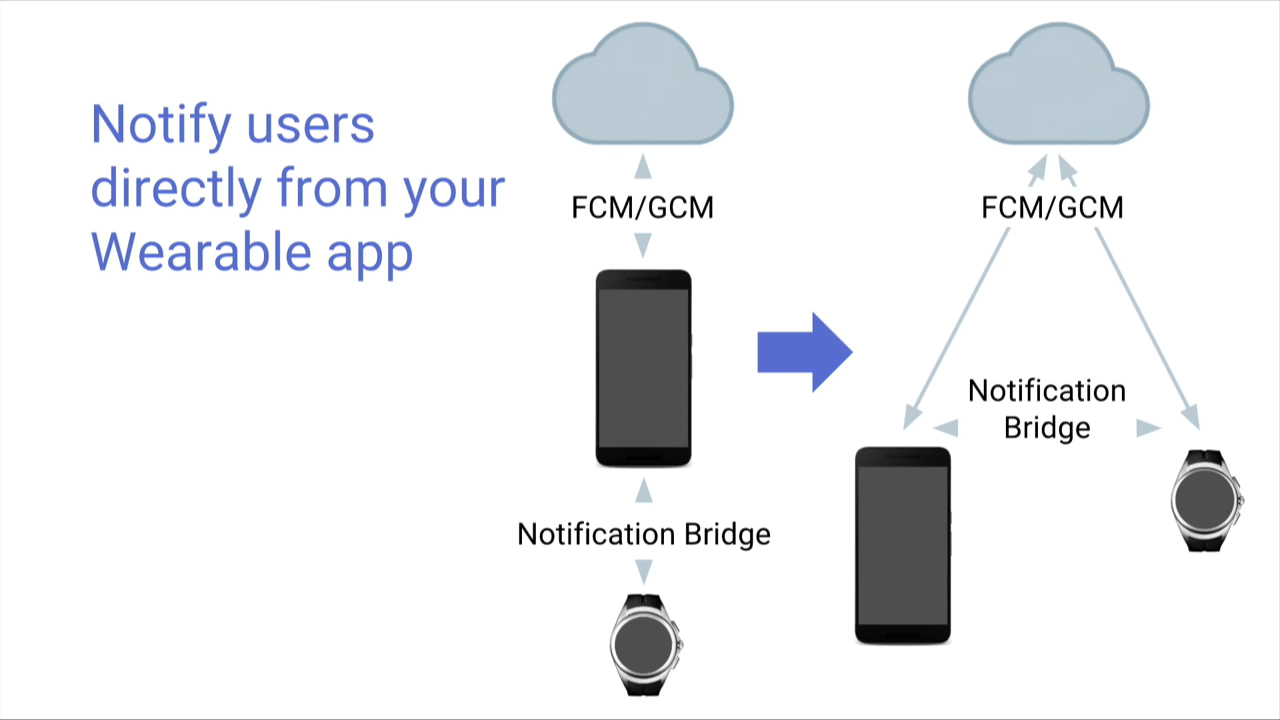 Notify users
directly from your
Wearable app
FCM/GCM
Notification Bridge
FCM/GCM
Notification
Bridge